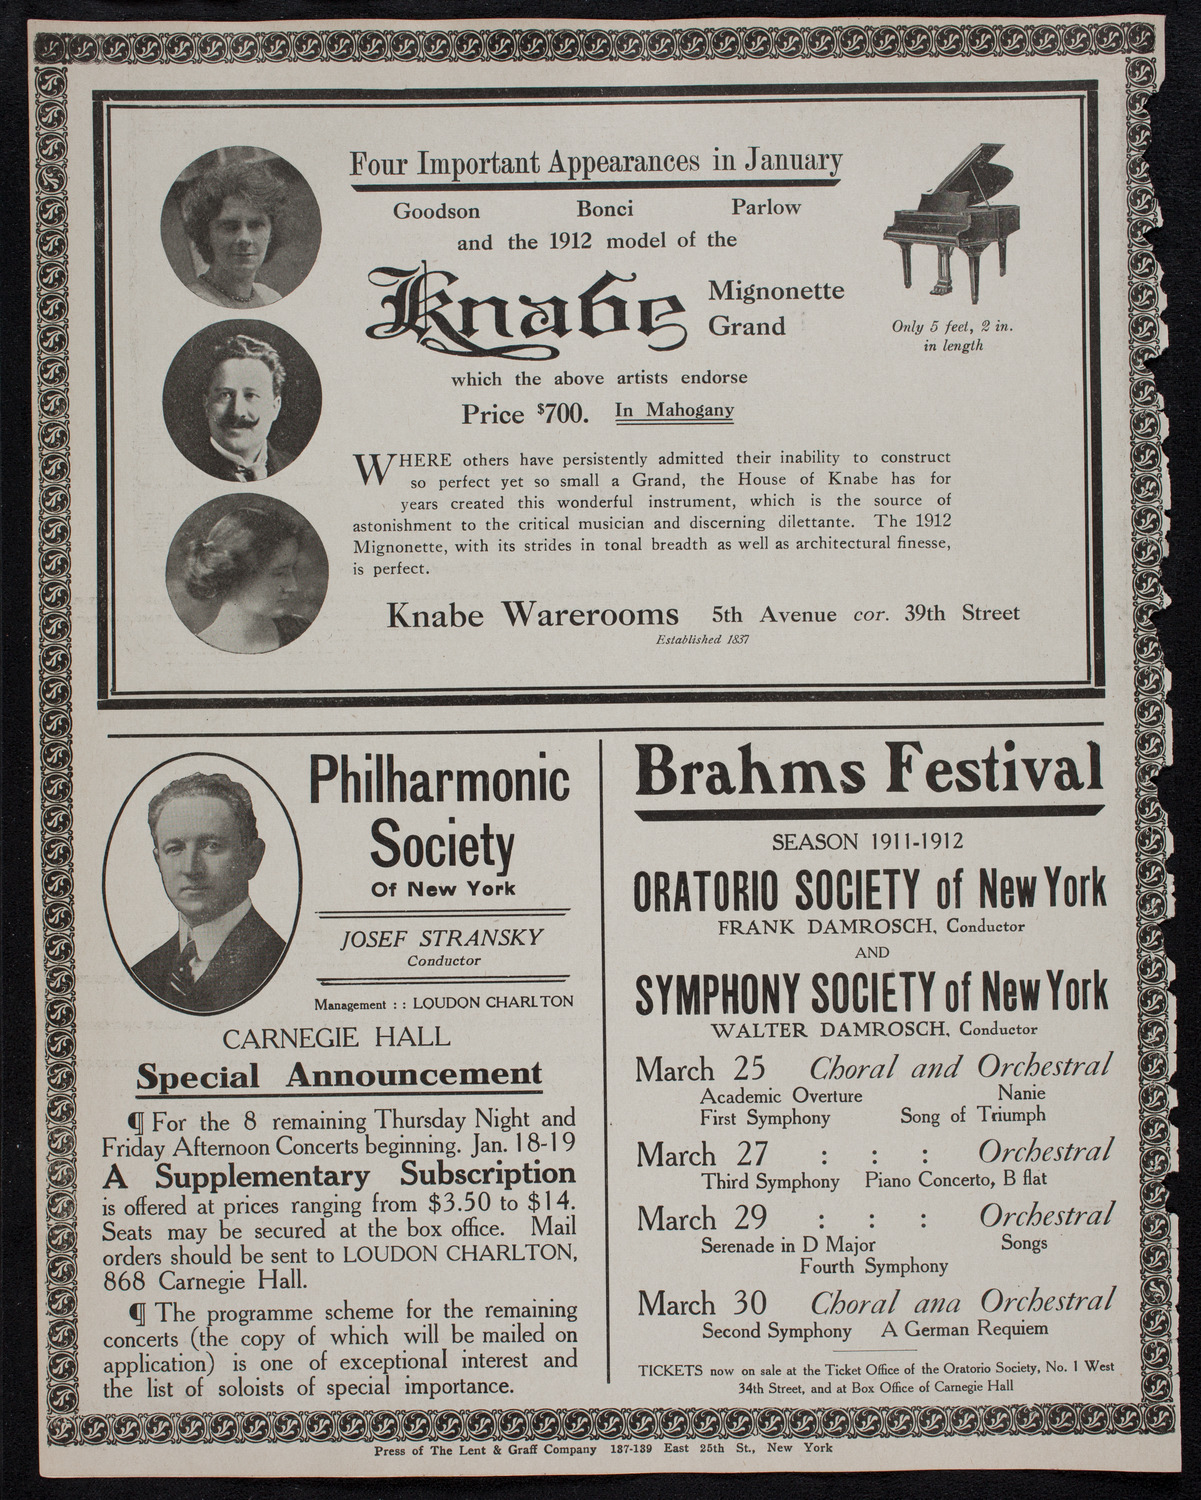 Four Important Appearances in January
Goodson Bonci Parlow
and the 1912 model of the
Knabe Mignonette
Grand
Only 5 feet, 2 in.
in length
which the above artists endorse
Price $700. In Mahogany
WHERE others have persistently admitted their inability to construct
so perfect yet so small a Grand, the House of Knabe has for
years created this wonderful instrument, which is the source of
astonishment to the critical musician and discerning dilettante. The 1912
Mignonette, with its strides in tonal breadth as well as architectural finesse,
is perfect.
Knabe Warerooms 5th Avenue cor. 39th Street
Established 1837
Philharmonic
Society
Of New York
JOSEF STRANSKY
Conductor
Management : : LOUDON CHARLTON
CARNEGIE HALL
Special Announcement
¶ For the 8 remaining Thursday Night and
Friday Afternoon Concerts beginning. Jan. 18-19
A Supplementary Subscription
is offered at prices ranging from $3.50 to $14.
Seats may be secured at the box office. Mail
orders should be sent to LOUDON CHARLTON,
868 Carnegie Hall.
¶ The programme scheme for the remaining
concerts (the copy of which will be mailed on
application) is one of exceptional interest and
the list of soloists of special importance.
Brahms Festival
SEASON 1911-1912
ORATORIO SOCIETY of New York
FRANK DAMROSCH, Conductor
AND
SYMPHONY SOCIETY of New York
WALTER DAMROSCH, Conductor
March 25 Choral and Orchestral
Academic Overture Nanie
First Symphony Song of Triumph
March 27 : : : Orchestral
Third Symphony Piano Concerto, B flat
March 29 : : : Orchestral
Serenade in D Major Songs
Fourth Symphony
March 30 Choral and Orchestral
Second Symphony A German Requiem
TICKETS now on sale at the Ticket Office of the Oratorio Society, No. 1 West
34th Street, and at Box Office of Carnegie Hall
Press of The Lent & Graff Company 137-139 East 25th St., New York